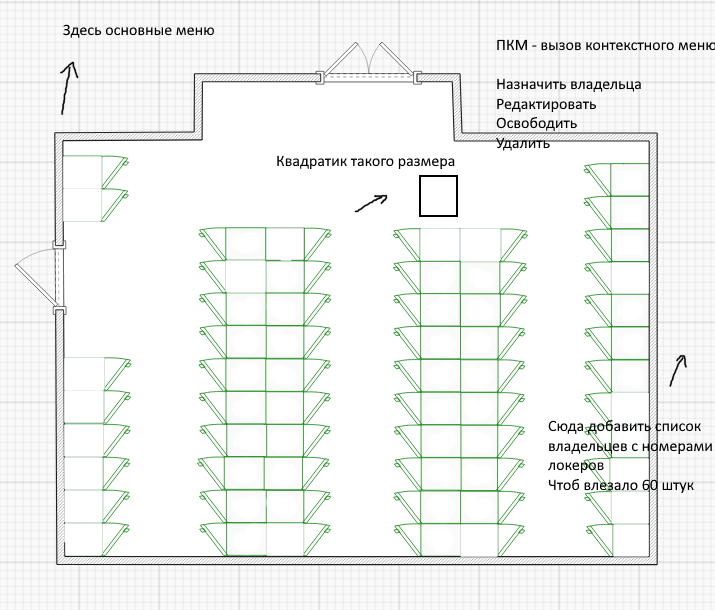 Здесь основные меню
ПКМ - вызов контекстного меню
Назначить владельца
Редактировать
Освободить
Удалить
Квадратик такого размера
Сюда добавить список
владельцев с номерами
локеров
Чтоб влезало 60 штук